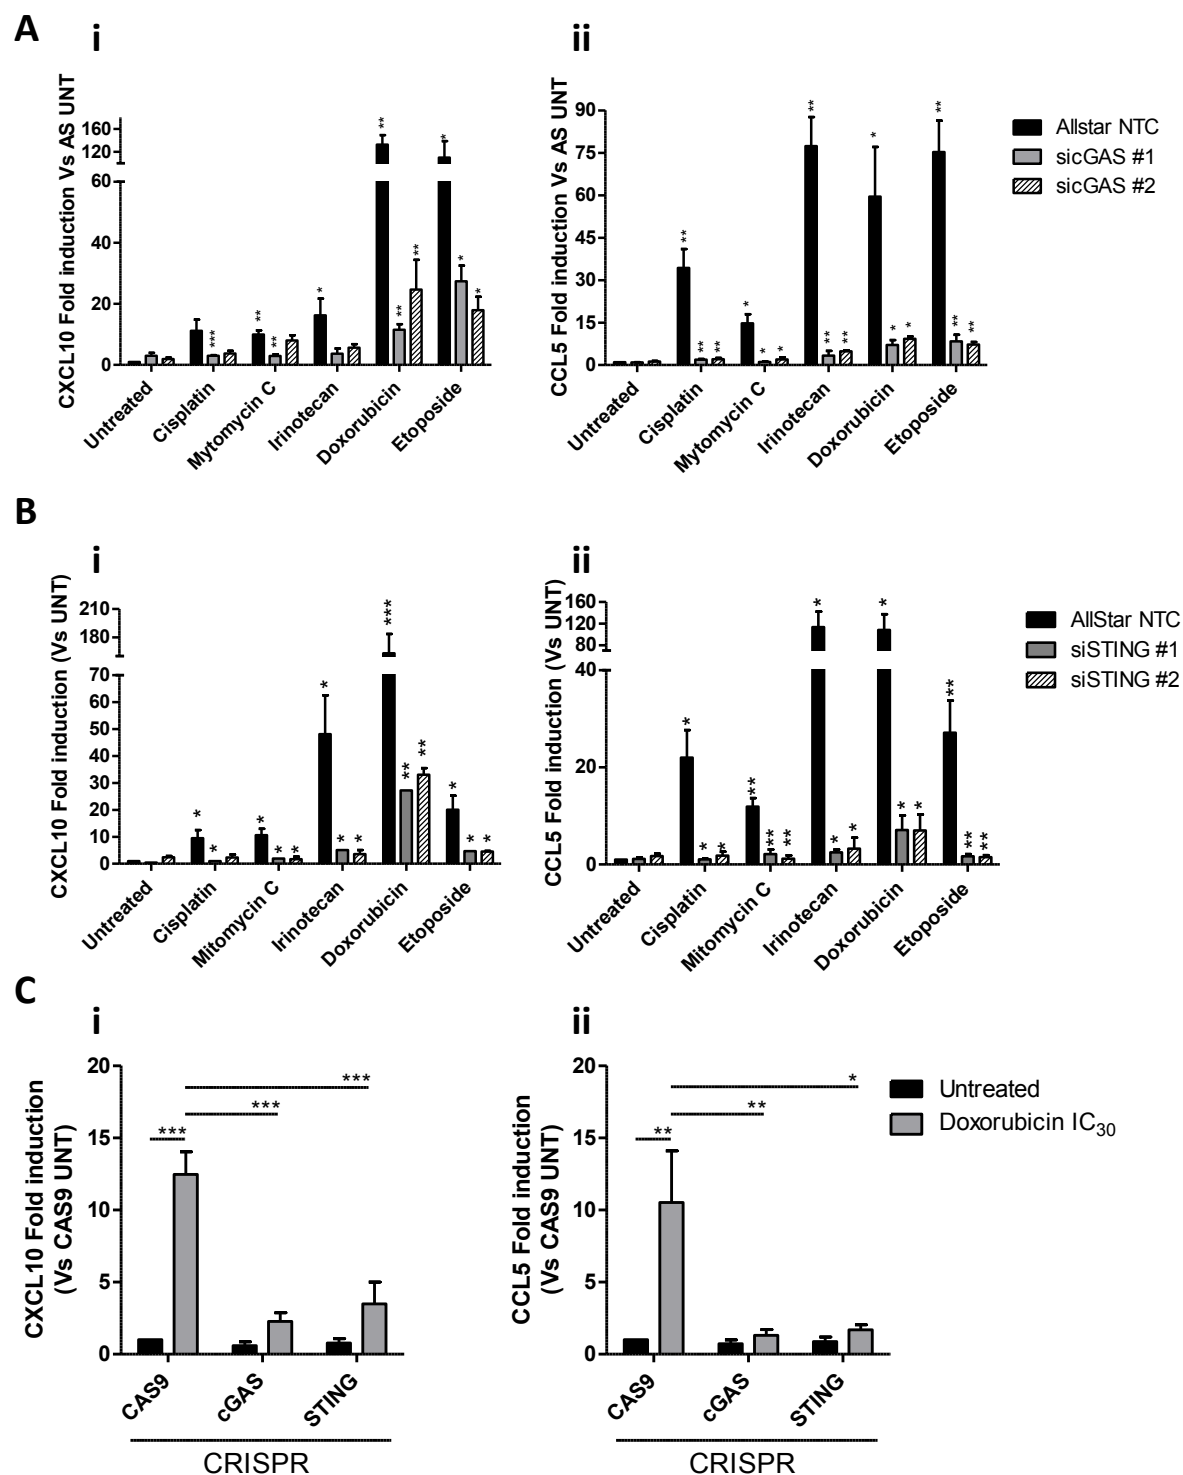 A
i
ii
CXCL10 Fold induction Vs AS UNT
160
120
60
40
20
0
** * ** * *** ** * ** ** * *
Untreated
Cisplatin
Mytomycin C
Irinotecan
Doxorubicin
Etoposide
CCL5 Fold induction Vs AS UNT
90
75
60
45
30
15
0
** ** ** * * * ** ** ** * * * ** ** **
Untreated
Cisplatin
Mytomycin C
Irinotecan
Doxorubicin
Etoposide
Allstar NTC
sicGAS #1
sicGAS #2
B
i
ii
CXCL10 Fold induction (Vs UNT)
210
180
70
60
50
40
30
20
10
0
* * * * * * * * *** ** ** * * *
Untreated
Cisplatin
Mitomycin C
Irinotecan
Doxorubicin
Etoposide
CCL5 Fold induction (Vs UNT)
160
120
80
40
20
0
* * * ** ** ** * * * * * * ** ** **
Untreated
Cisplatin
Mitomycin C
Irinotecan
Doxorubicin
Etoposide
AllStar NTC
siSTING #1
siSTING #2
C
i
ii
CXCL10 Fold induction
(Vs CAS9 UNT)
20
15
10
5
0
***
***
***
CAS9
cGAS
STING
CRISPR
CCL5 Fold induction
(Vs CAS9 UNT)
20
15
10
5
0
*
**
**
CAS9
cGAS
STING
CRISPR
Untreated
Doxorubicin IC30